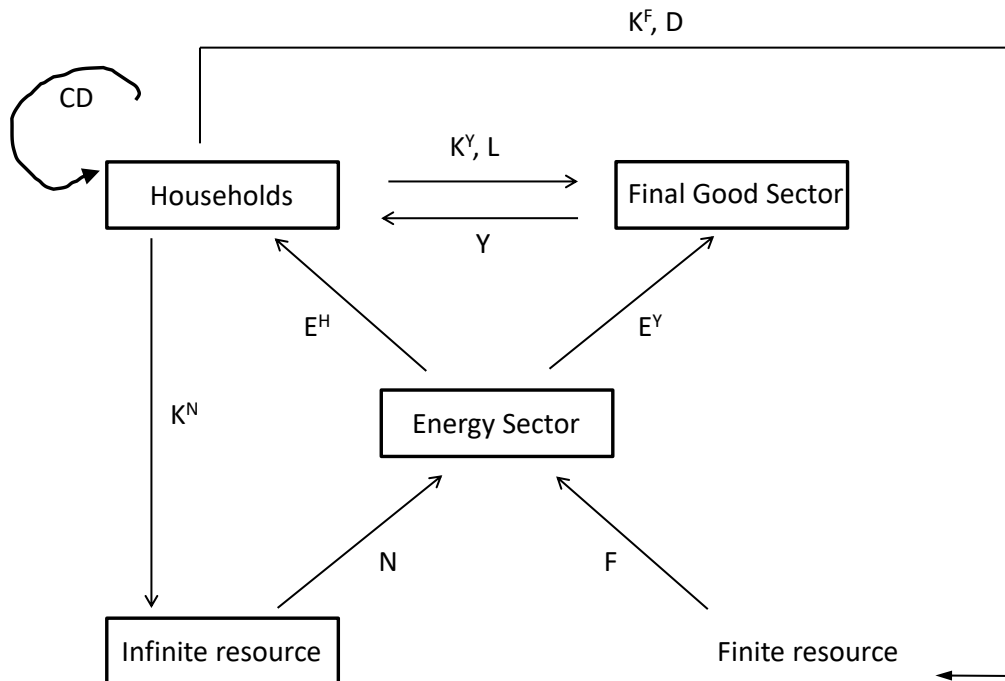 K^F, D
CD
K^Y, L
Households
Final Good Sector
Y
E^H
E^Y
K^N
Energy Sector
N
F
Infinite resource
Finite resource